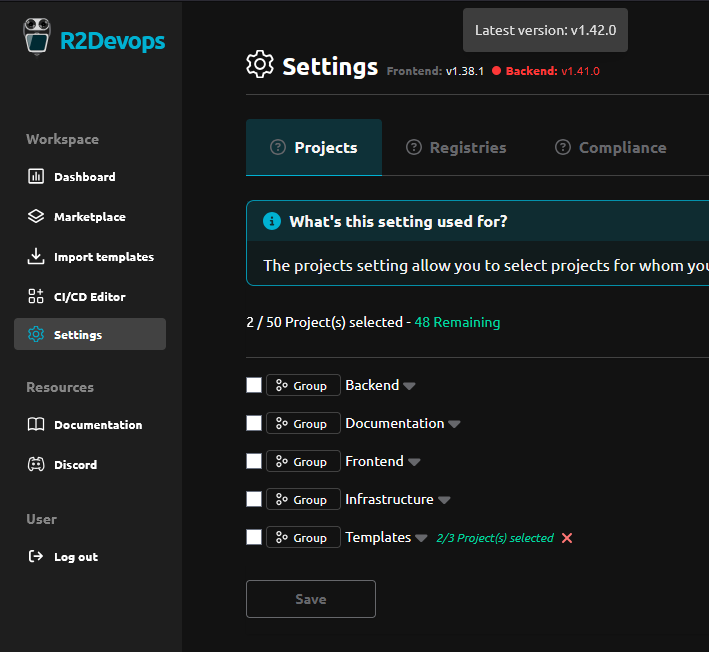 R2Devops
Workspace
Dashboard
Marketplace
Import templates
CI/CD Editor
Settings
Resources
Documentation
Discord
User
Log out
Latest version: v1.42.0
Settings Frontend: v1.38.1 Backend: v1.41.0
Projects Registries Compliance
What's this setting used for?
The projects setting allow you to select projects for whom you
2 / 50 Project(s) selected - 48 Remaining
Group Backend
Group Documentation
Group Frontend
Group Infrastructure
Group Templates 2/3 Project(s) selected
Save